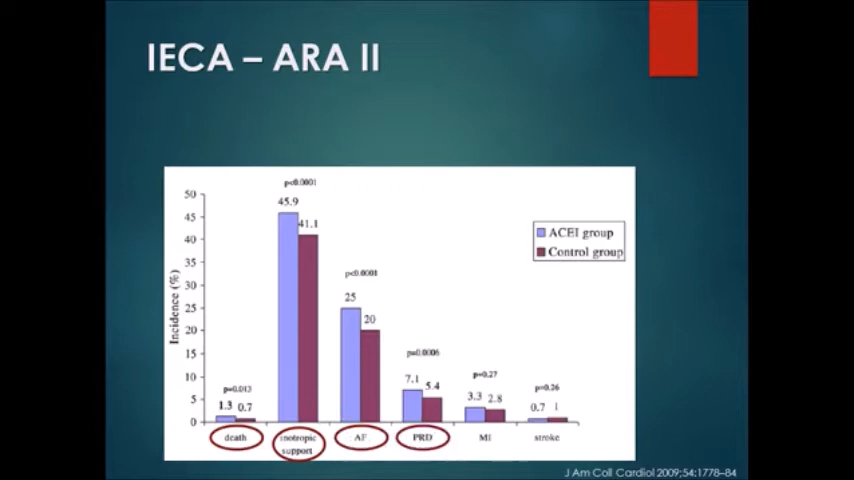 IECA – ARA II
p<0.0001
50
45.9
45
41.1
40
ACEI group
Control group
35
p<0.0001
30
25
25
20
20
Incidence (%)
15
p=0.0006
10
7.1
5.4
p=0.27
p=0.013
p=0.26
5
3.3
2.8
1.3
0.7
0.7
1
0
death
inotropic
support
AF
PRD
MI
stroke
J Am Coll Cardiol 2009;54:1778–84